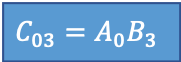 C₀₃ = A₀B₃